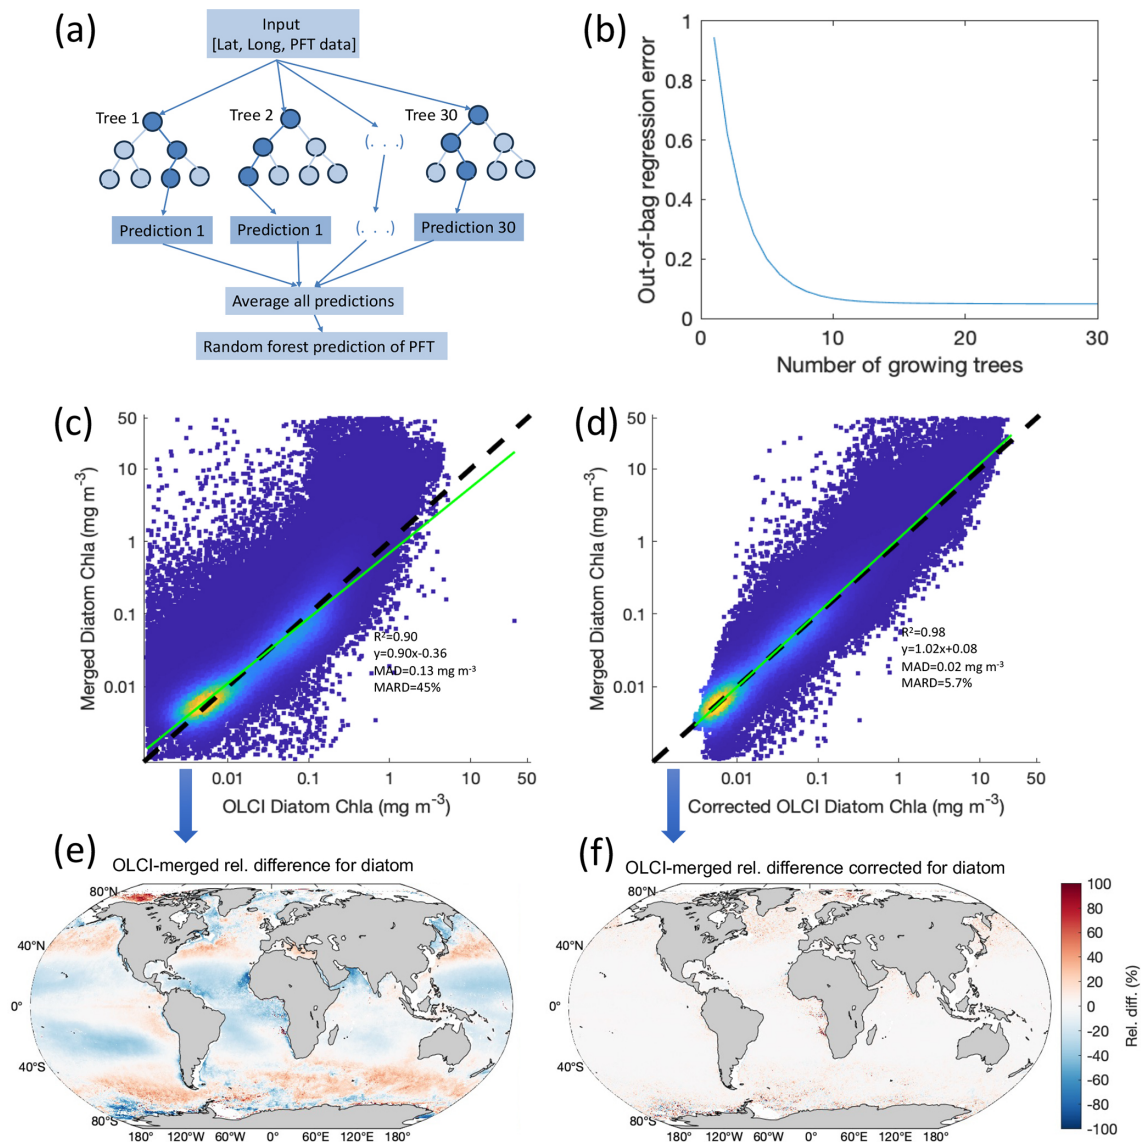 (a)
Input
[Lat, Long, PFT data]
Tree 1
Tree 2
(. . .)
Tree 30
Prediction 1
Prediction 1
(. . .)
Prediction 30
Average all predictions
Random forest prediction of PFT
(b)
Out-of-bag regression error
1
0.8
0.6
0.4
0.2
0
0 10 20 30
Number of growing trees
(c)
Merged Diatom Chla (mg m⁻³)
50
10
1
0.1
0.01
R²=0.90
y=0.90x-0.36
MAD=0.13 mg m⁻³
MARD=45%
0.01 0.1 1 10 50
OLCI Diatom Chla (mg m⁻³)
(d)
Merged Diatom Chla (mg m⁻³)
50
10
1
0.1
0.01
R²=0.98
y=1.02x+0.08
MAD=0.02 mg m⁻³
MARD=5.7%
0.01 0.1 1 10 50
Corrected OLCI Diatom Chla (mg m⁻³)
(e)
OLCI-merged rel. difference for diatom
80°N
40°N
0°
40°S
80°S
180° 120°W 60°W 0° 60°E 120°E 180°
(f)
OLCI-merged rel. difference corrected for diatom
80°N
40°N
0°
40°S
80°S
180° 120°W 60°W 0° 60°E 120°E 180°
100
80
60
40
20
0
-20
-40
-60
-80
-100
Rel. diff. (%)